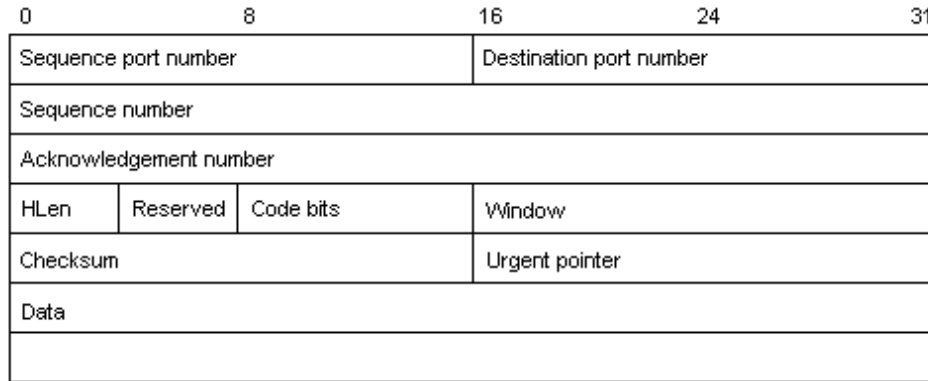 0 8 16 24 31
Sequence port number Destination port number
Sequence number
Acknowledgement number
HLen Reserved Code bits Window
Checksum Urgent pointer
Data